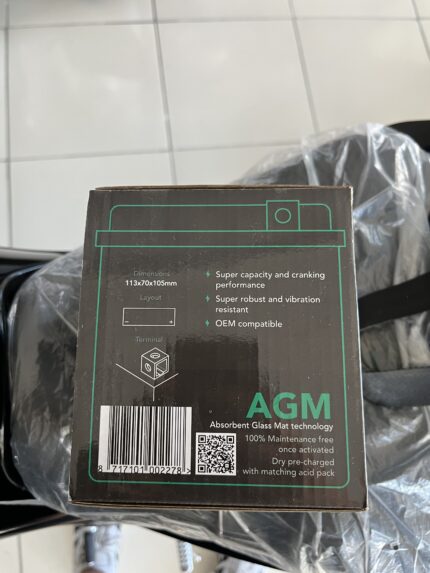 Dimensions
113x70x105mm
Layout
- +
Terminal
Super capacity and cranking
performance
Super robust and vibration
resistant
OEM compatible
AGM
Absorbent Glass Mat technology
100% Maintenance free
once activated
Dry pre-charged
with matching acid pack
8 717101 002278 >